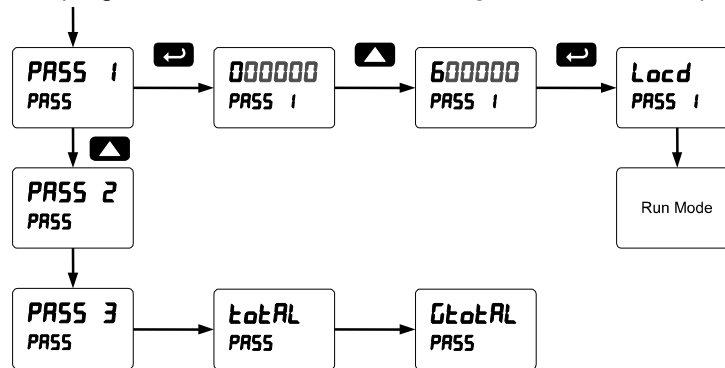 PASS 1
PASS
000000
PASS 1
600000
PASS 1
Locd
PASS 1
PASS 2
PASS
Run Mode
PASS 3
PASS
totAL
PASS
GtotAL
PASS